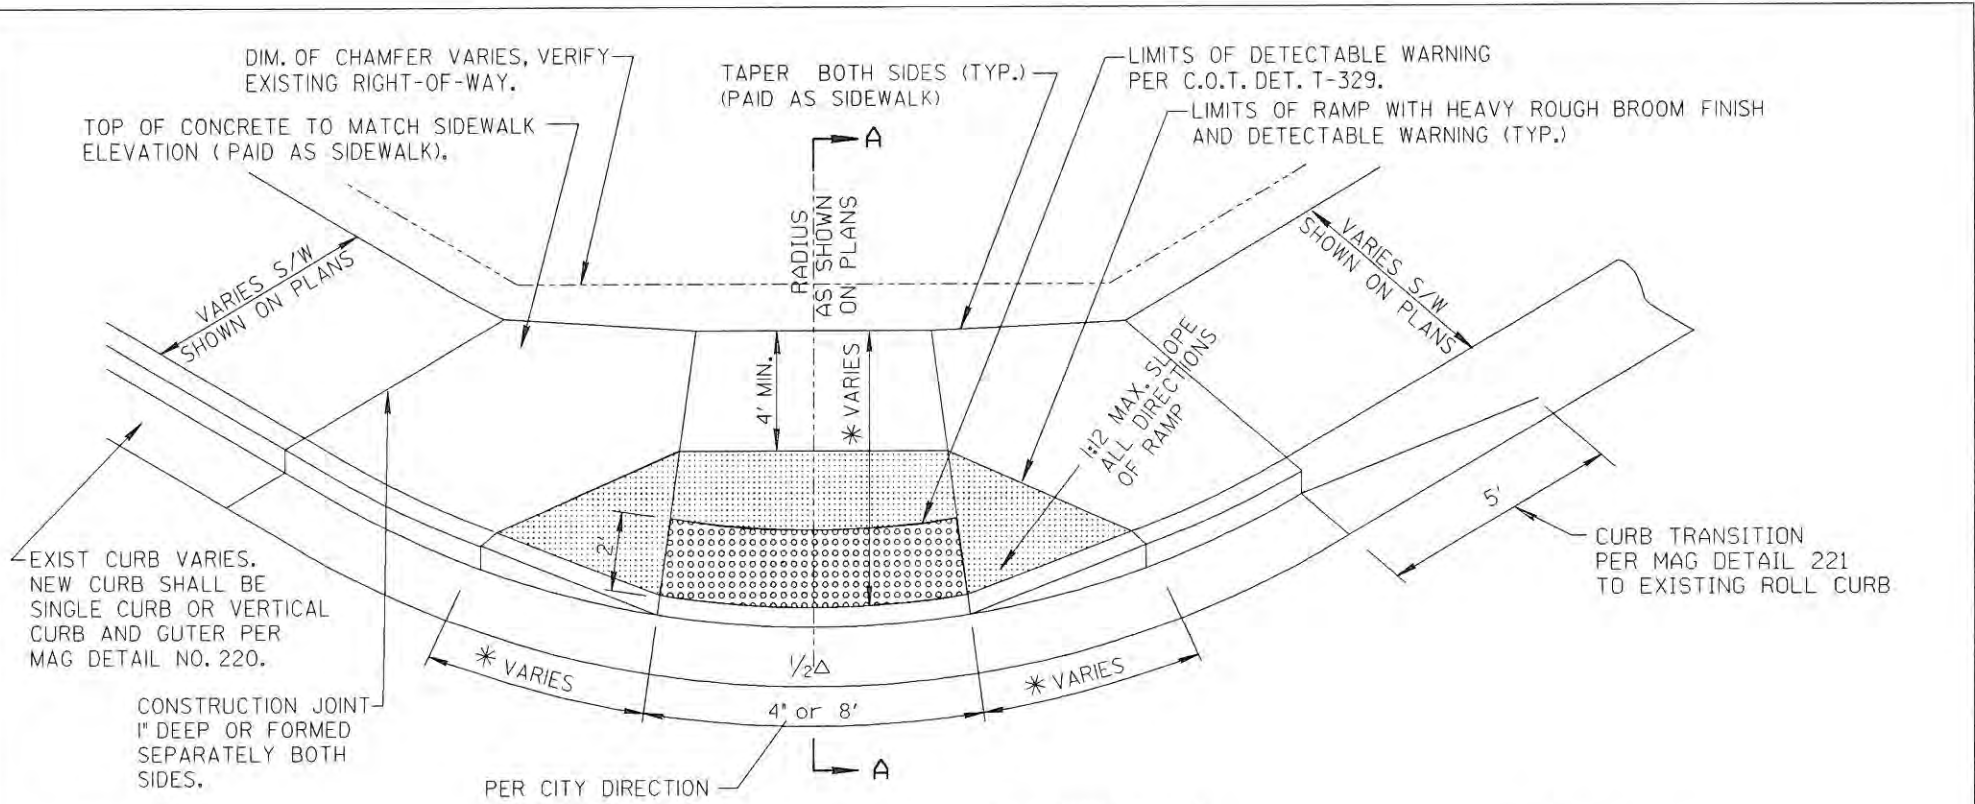 DIM. OF CHAMFER VARIES, VERIFY
EXISTING RIGHT-OF-WAY.
TOP OF CONCRETE TO MATCH SIDEWALK
ELEVATION ( PAID AS SIDEWALK).
TAPER BOTH SIDES (TYP.)
(PAID AS SIDEWALK)
LIMITS OF DETECTABLE WARNING
PER C.O.T. DET. T-329.
LIMITS OF RAMP WITH HEAVY ROUGH BROOM FINISH
AND DETECTABLE WARNING (TYP.)
A
RADIUS
AS SHOWN
ON PLANS
VARIES S/W
SHOWN ON PLANS
VARIES S/W
SHOWN ON PLANS
4' MIN.
* VARIES
1:12 MAX. SLOPE
ALL DIRECTIONS
OF RAMP
2'
5'
EXIST CURB VARIES.
NEW CURB SHALL BE
SINGLE CURB OR VERTICAL
CURB AND GUTER PER
MAG DETAIL NO. 220.
CURB TRANSITION
PER MAG DETAIL 221
TO EXISTING ROLL CURB
* VARIES
1/2Δ
* VARIES
4" or 8'
CONSTRUCTION JOINT
1" DEEP OR FORMED
SEPARATELY BOTH
SIDES.
PER CITY DIRECTION
A